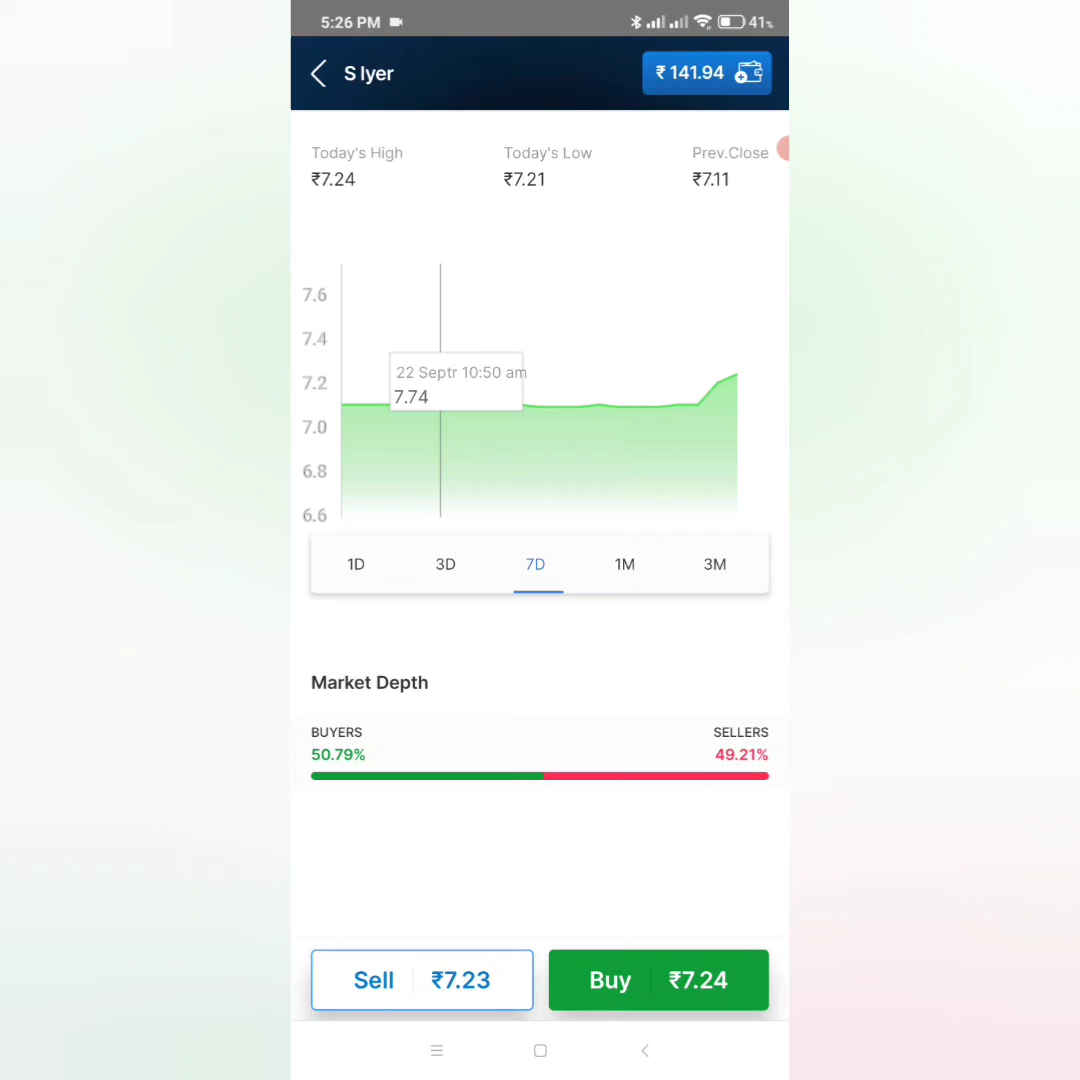 5:26 PM 41%
S Iyer ₹ 141.94
Today's High Today's Low Prev.Close
₹7.24 ₹7.21 ₹7.11
7.6
7.4
7.2
7.0
6.8
6.6
22 Septr 10:50 am
7.74
1D 3D 7D 1M 3M
Market Depth
BUYERS SELLERS
50.79% 49.21%
Sell ₹7.23 Buy ₹7.24